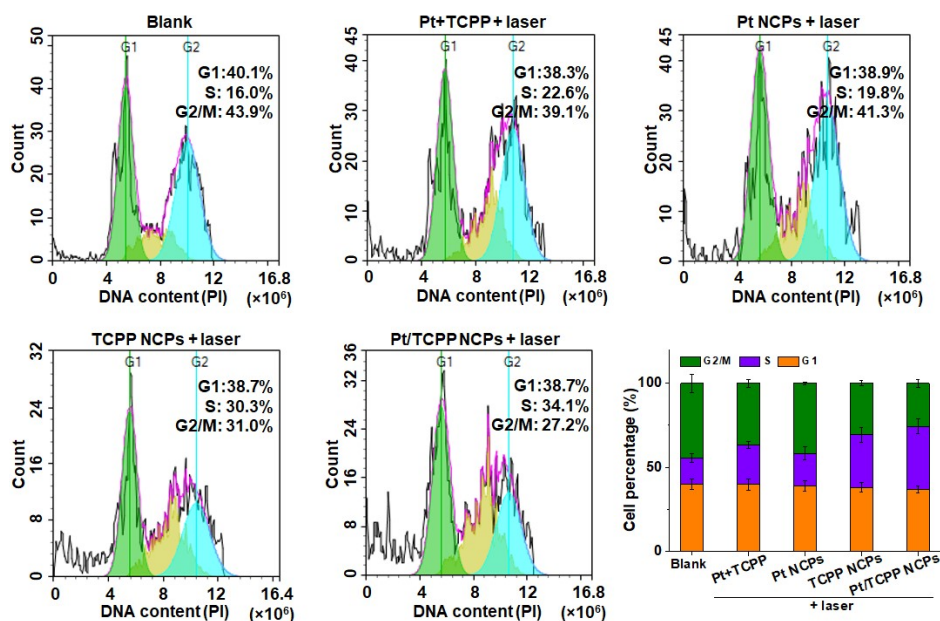 Blank
Count
50
40
30
20
10
0
G1
G2
G1:40.1%
S: 16.0%
G2/M: 43.9%
0 4 8 12 16.8
DNA content (PI) (×10⁶)
Pt+TCPP + laser
Count
45
40
30
20
10
0
G1
G2
G1:38.3%
S: 22.6%
G2/M: 39.1%
0 4 8 12 16.8
DNA content (PI) (×10⁶)
Pt NCPs + laser
Count
45
40
30
20
10
0
G1
G2
G1:38.9%
S: 19.8%
G2/M: 41.3%
0 4 8 12 16.8
DNA content (PI) (×10⁶)
TCPP NCPs + laser
Count
32
24
16
8
0
G1
G2
G1:38.7%
S: 30.3%
G2/M: 31.0%
0 4 8 12 16.4
DNA content (PI) (×10⁶)
Pt/TCPP NCPs + laser
Count
36
32
24
16
8
0
G1
G2
G1:38.7%
S: 34.1%
G2/M: 27.2%
0 4 8 12 16.8
DNA content (PI) (×10⁶)
G2/M S G1
Cell percentage (%)
100
50
0
Blank
Pt+TCPP
Pt NCPs
TCPP NCPs
Pt/TCPP NCPs
+ laser